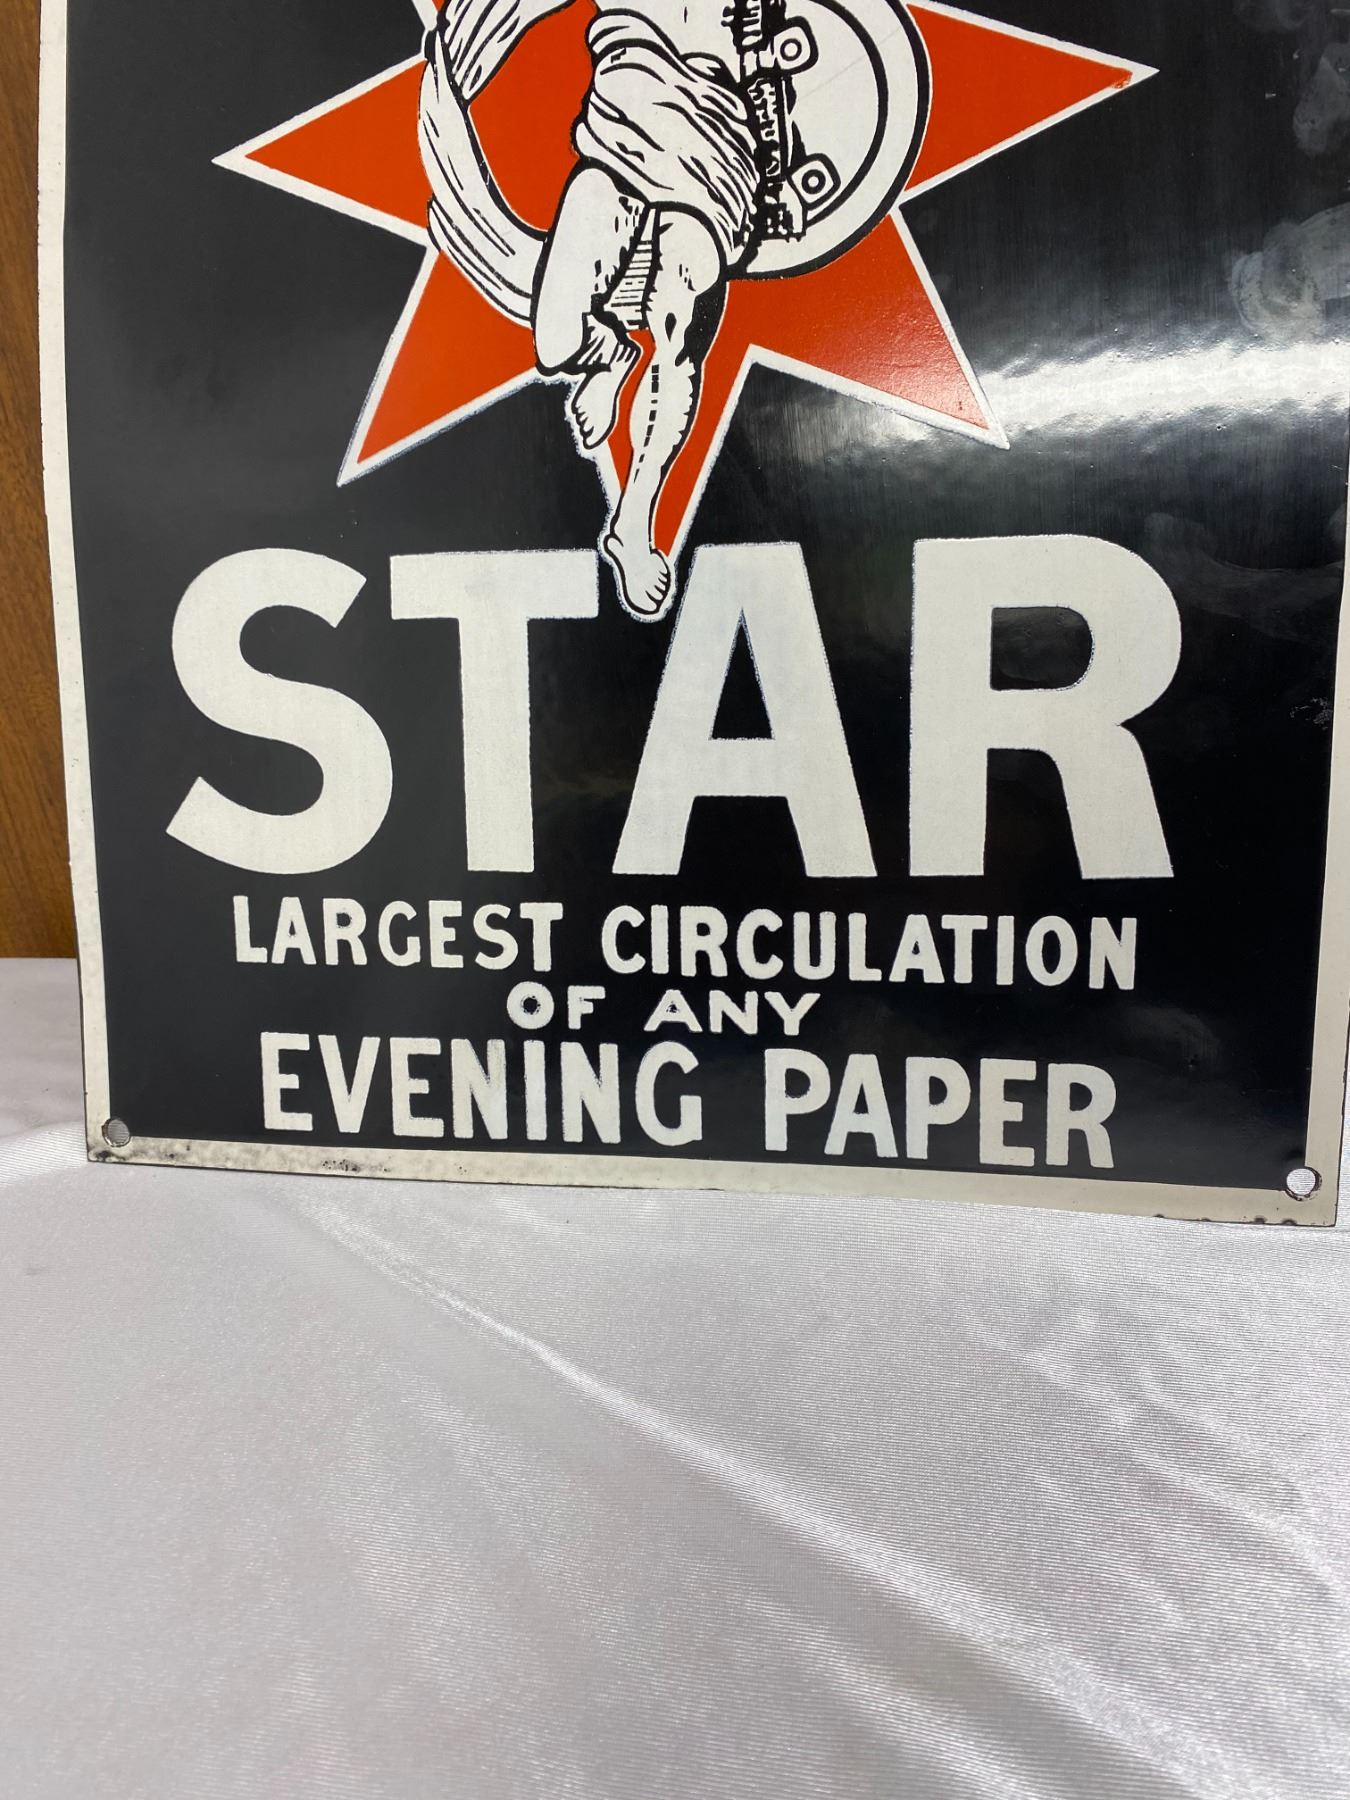 STAR
LARGEST CIRCULATION
OF ANY
EVENING PAPER